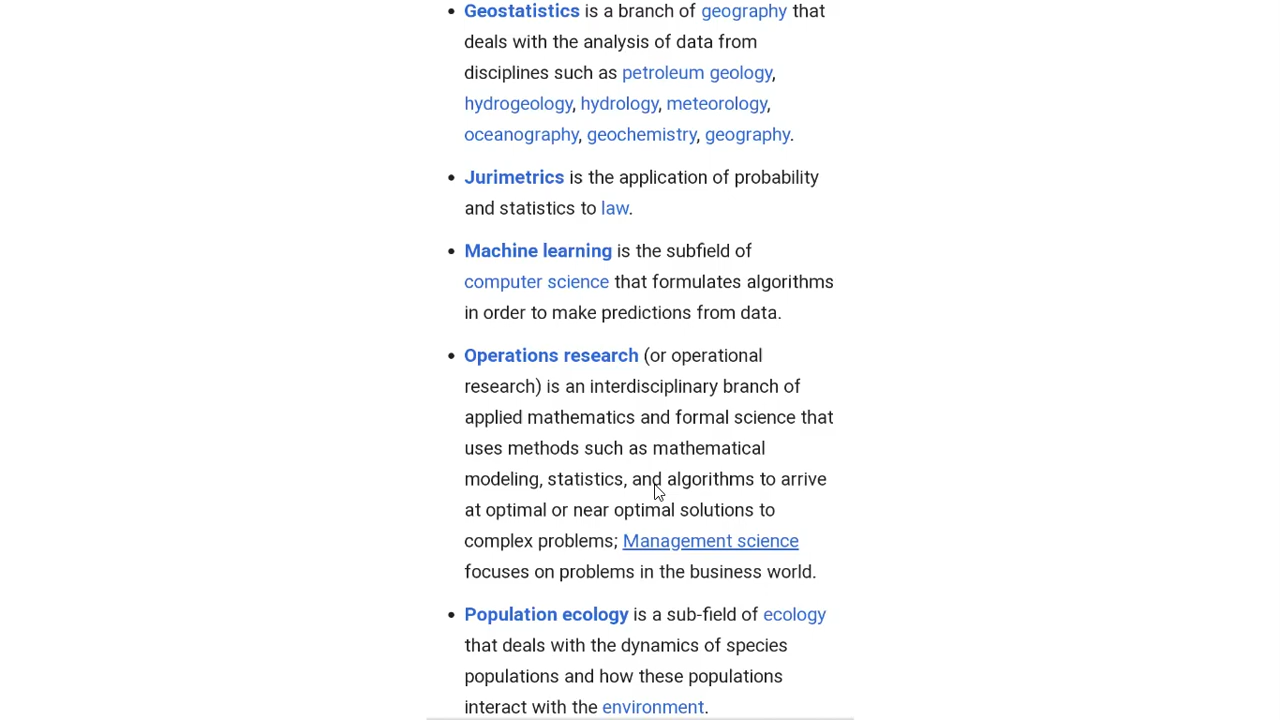 • Geostatistics is a branch of geography that
deals with the analysis of data from
disciplines such as petroleum geology,
hydrogeology, hydrology, meteorology,
oceanography, geochemistry, geography.
• Jurimetrics is the application of probability
and statistics to law.
• Machine learning is the subfield of
computer science that formulates algorithms
in order to make predictions from data.
• Operations research (or operational
research) is an interdisciplinary branch of
applied mathematics and formal science that
uses methods such as mathematical
modeling, statistics, and algorithms to arrive
at optimal or near optimal solutions to
complex problems; Management science
focuses on problems in the business world.
• Population ecology is a sub-field of ecology
that deals with the dynamics of species
populations and how these populations
interact with the environment.